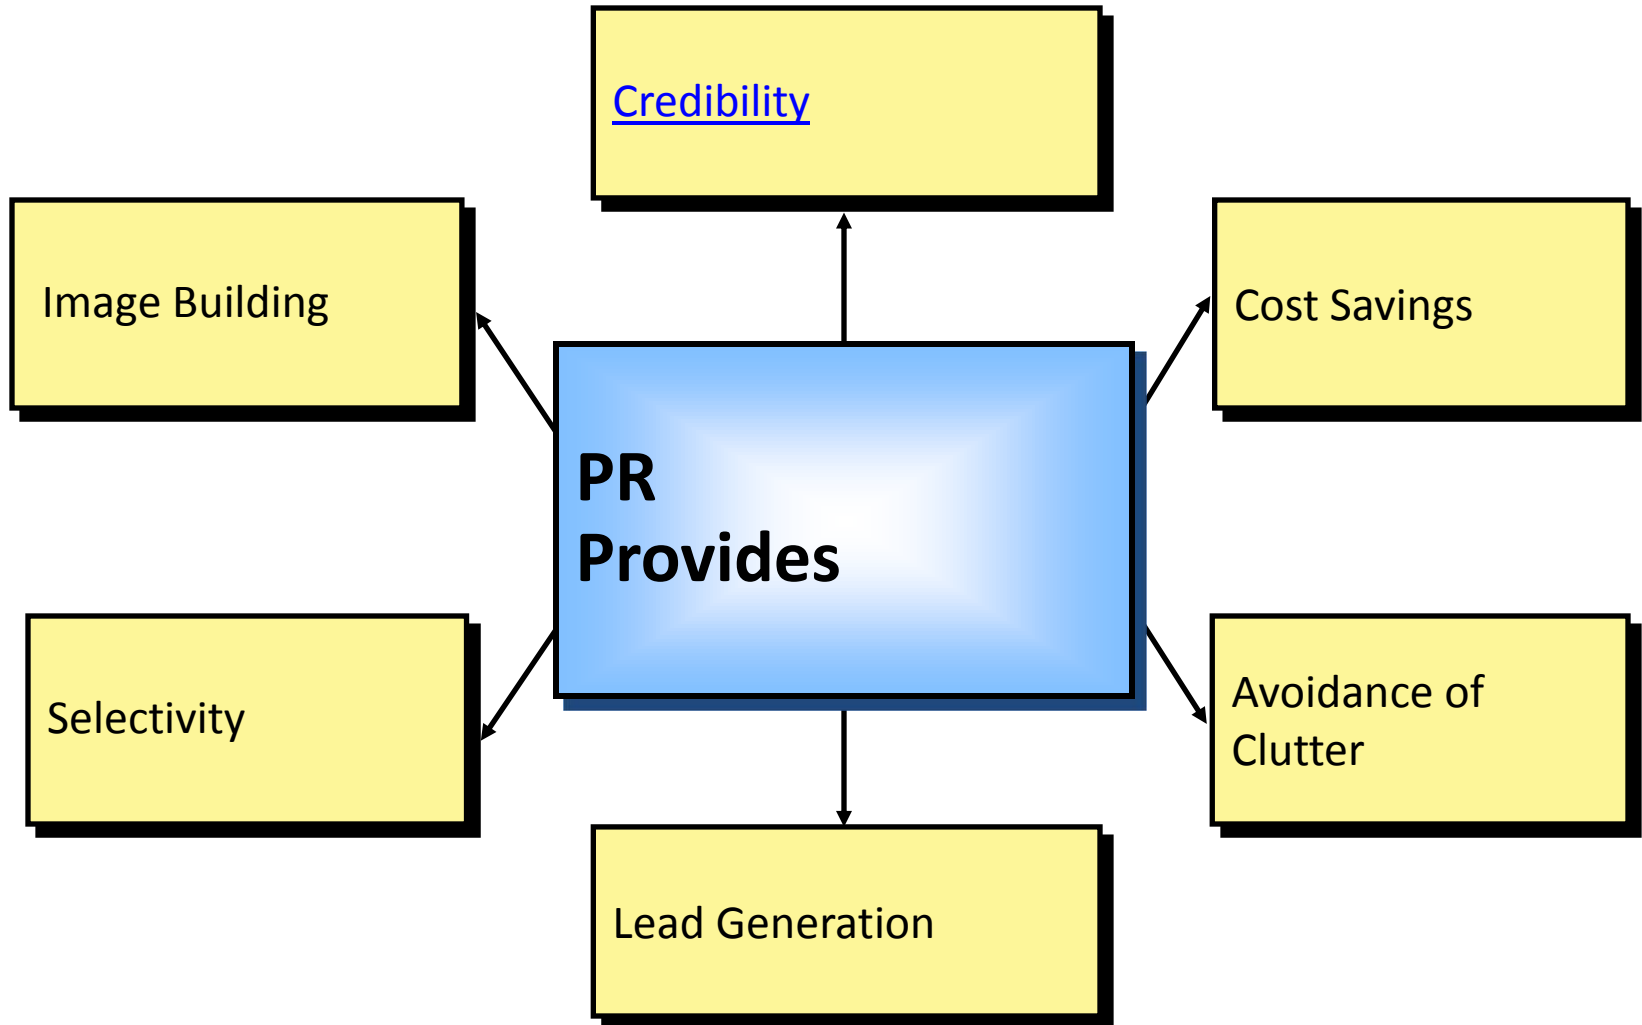 Credibility
Image Building
Cost Savings
PR
Provides
Selectivity
Avoidance of
Clutter
Lead Generation